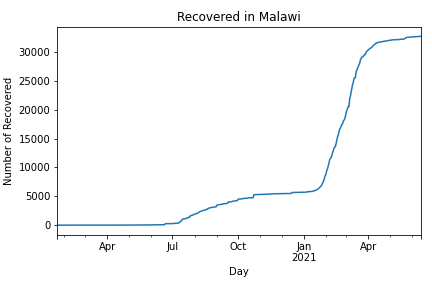 Recovered in Malawi
Number of Recovered
30000
25000
20000
15000
10000
5000
0
Apr
Jul
Oct
Jan
2021
Apr
Day